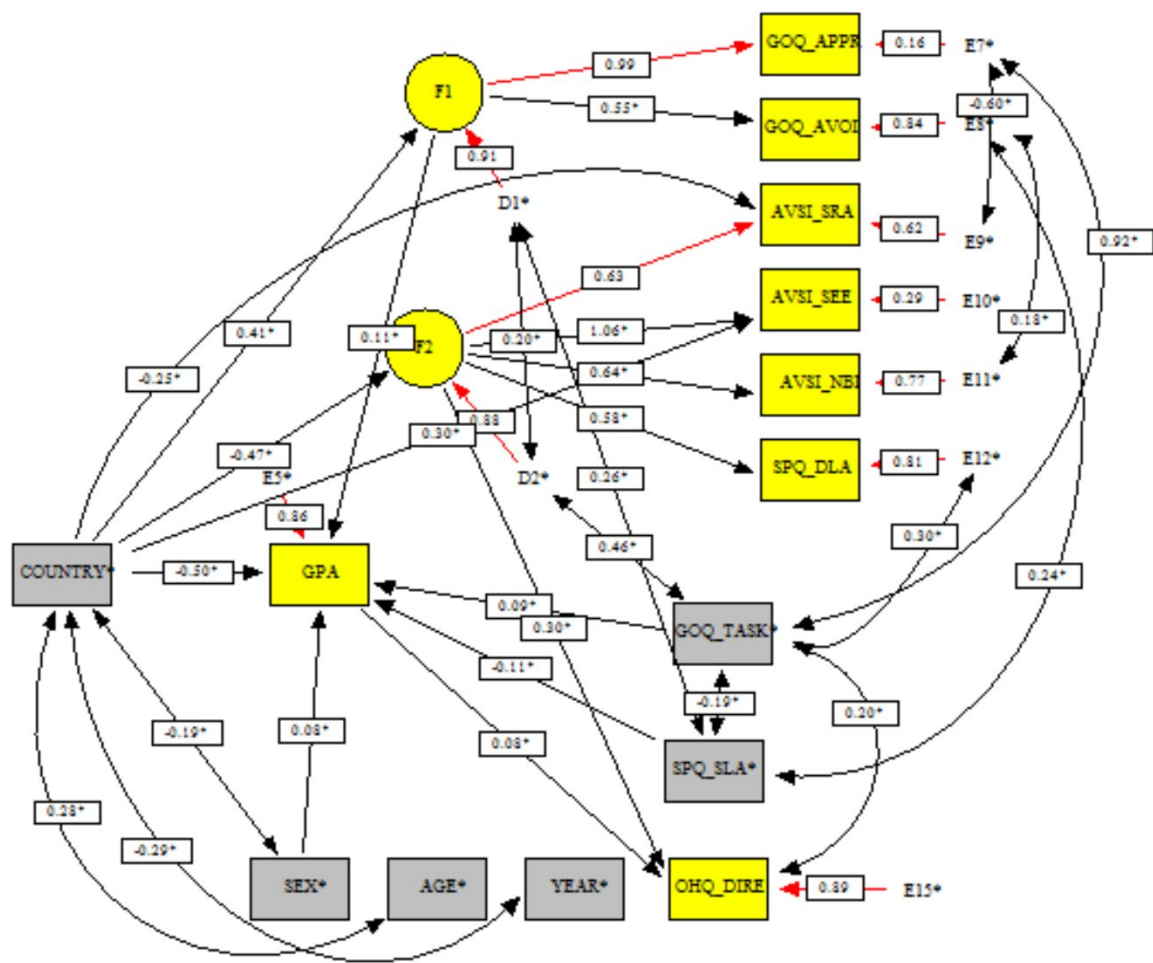 GOQ_APPR
0.16
E7*
0.99
F1
-0.60*
0.55*
GOQ_AVOI
0.84
E8*
0.91
AVSI_SRA
D1*
0.62
E9*
0.92*
0.63
AVSI_SEE
0.29
E10*
0.41*
0.11*
F2
1.06*
0.20*
0.18*
-0.25*
0.64*
AVSI_NBI
0.77
E11*
0.88
0.58*
0.30*
-0.47*
SPQ_DLA
0.81
E12*
E5*
D2*
0.26*
0.86
0.30*
0.46*
COUNTRY*
-0.50*
GPA
0.24*
0.09*
0.30*
GOQ_TASK*
-0.11*
-0.19*
0.20*
-0.19*
0.08*
0.08*
SPQ_SLA*
0.28*
-0.29*
SEX*
AGE*
YEAR*
OHQ_DIRE
0.89
E15*